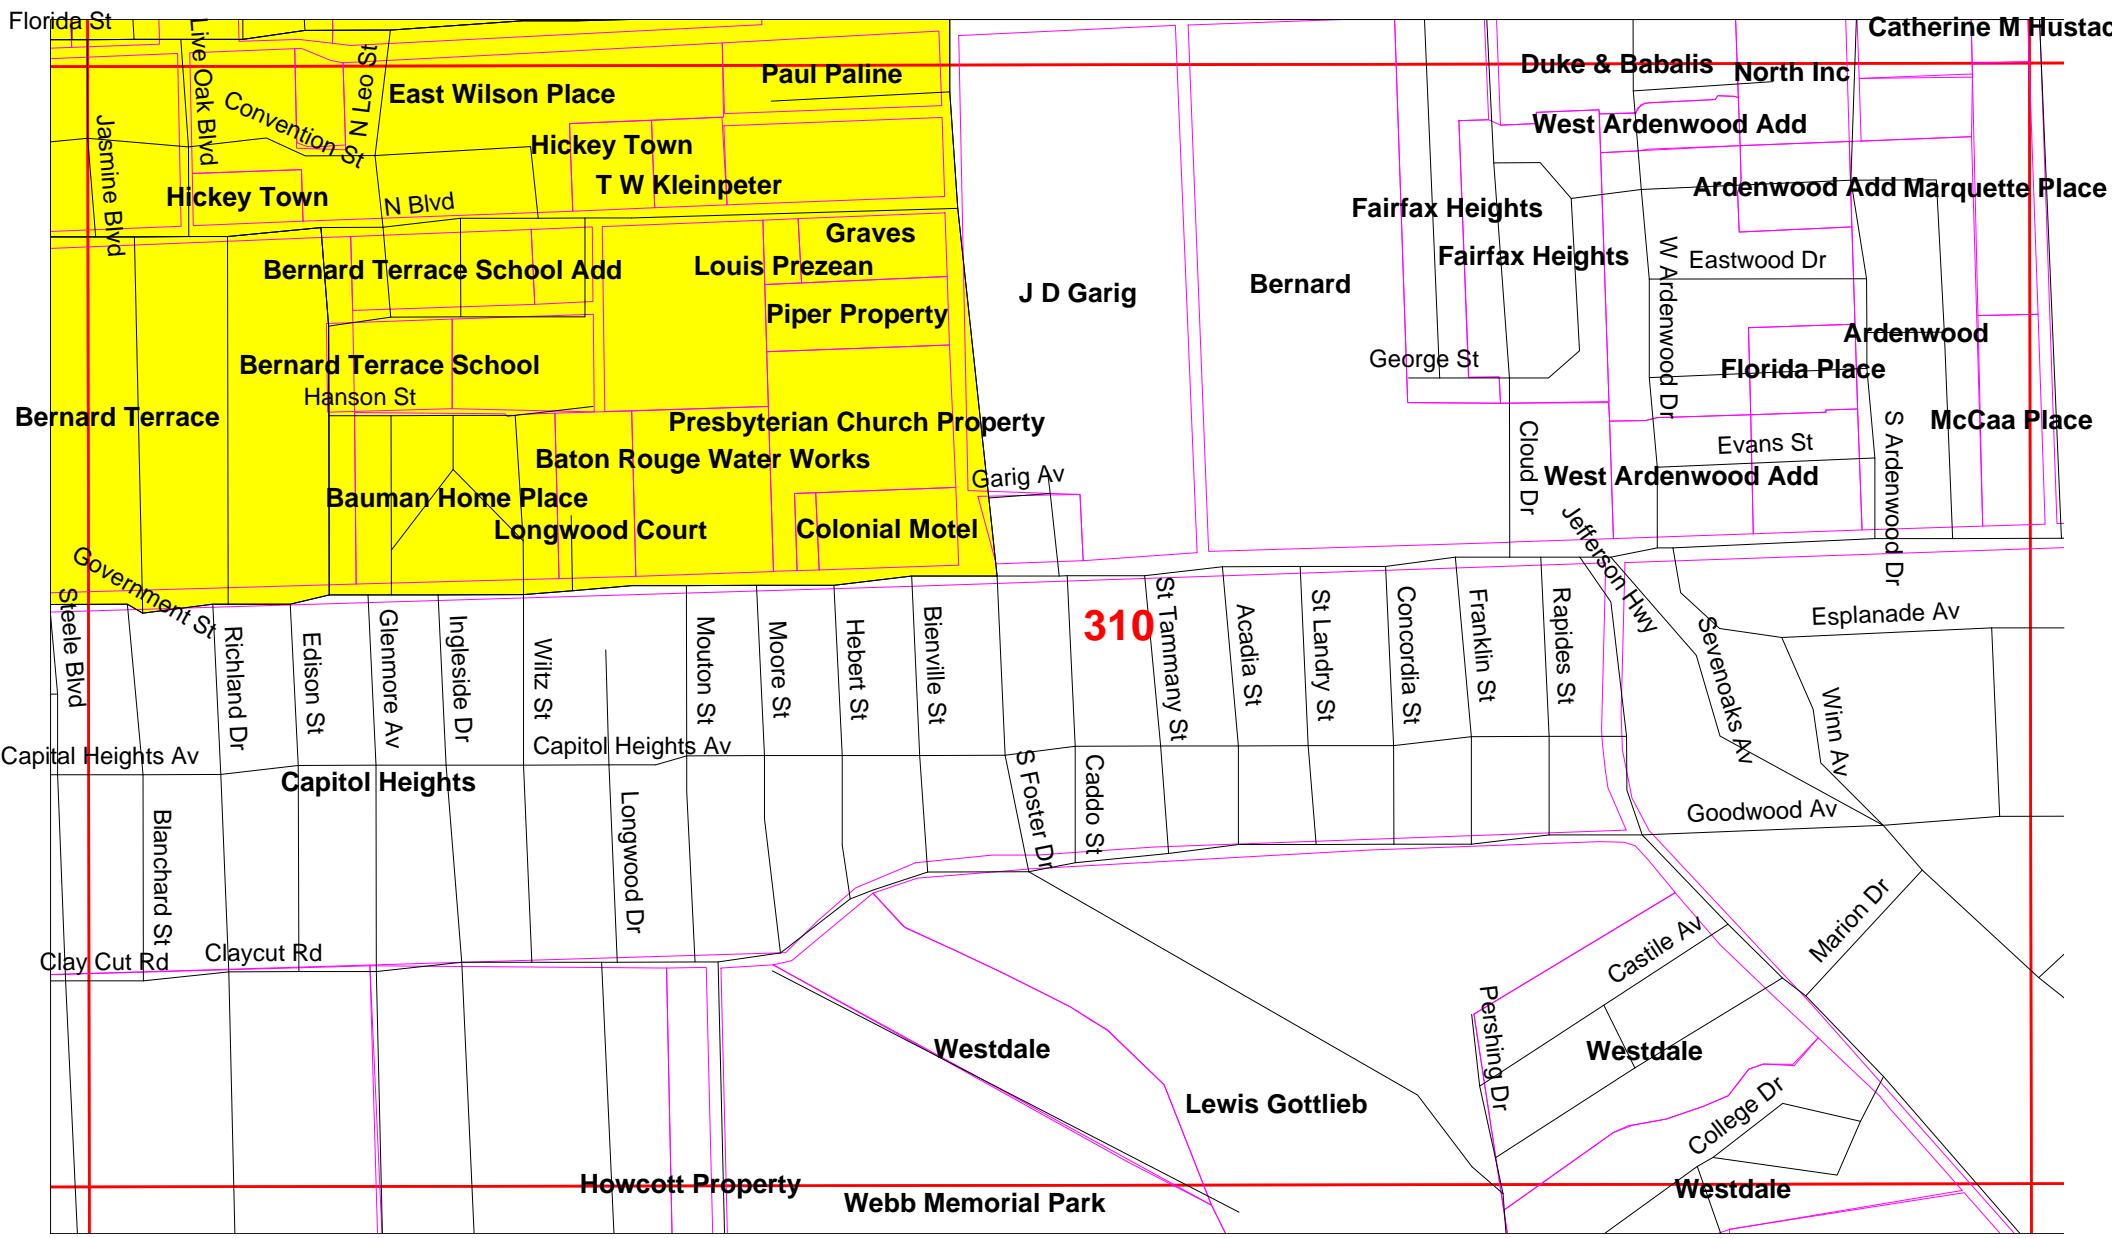 Florida St
Catherine M Hustac
Live Oak Blvd
N Leo St
Paul Paline
Duke & Babalis
North Inc
East Wilson Place
Convention St
Jasmine Blvd
Hickey Town
West Ardenwood Add
T W Kleinpeter
Hickey Town
N Blvd
Fairfax Heights
Ardenwood Add
Marquette Place
Graves
Bernard Terrace School Add
Louis Prezean
J D Garig
Bernard
Fairfax Heights
W Ardenwood Dr
Eastwood Dr
Piper Property
Ardenwood
Bernard Terrace School
George St
Florida Place
Hanson St
Bernard Terrace
Presbyterian Church Property
McCaa Place
Cloud Dr
Evans St
S Ardenwood Dr
Baton Rouge Water Works
Garig Av
West Ardenwood Add
Bauman Home Place
Longwood Court
Colonial Motel
Jefferson Hwy
Government St
Steele Blvd
Richland Dr
Edison St
Glenmore Av
Ingleside Dr
Wiltz St
Mouton St
Moore St
Hebert St
Bienville St
310
St Tammany St
Acadia St
St Landry St
Concordia St
Franklin St
Rapides St
Sevenoaks Av
Esplanade Av
Winn Av
Capital Heights Av
Capitol Heights Av
Capitol Heights
S Foster Dr
Caddo St
Goodwood Av
Blanchard St
Longwood Dr
Marion Dr
Castile Av
Clay Cut Rd
Claycut Rd
Pershing Dr
Westdale
Westdale
Lewis Gottlieb
College Dr
Howcott Property
Webb Memorial Park
Westdale